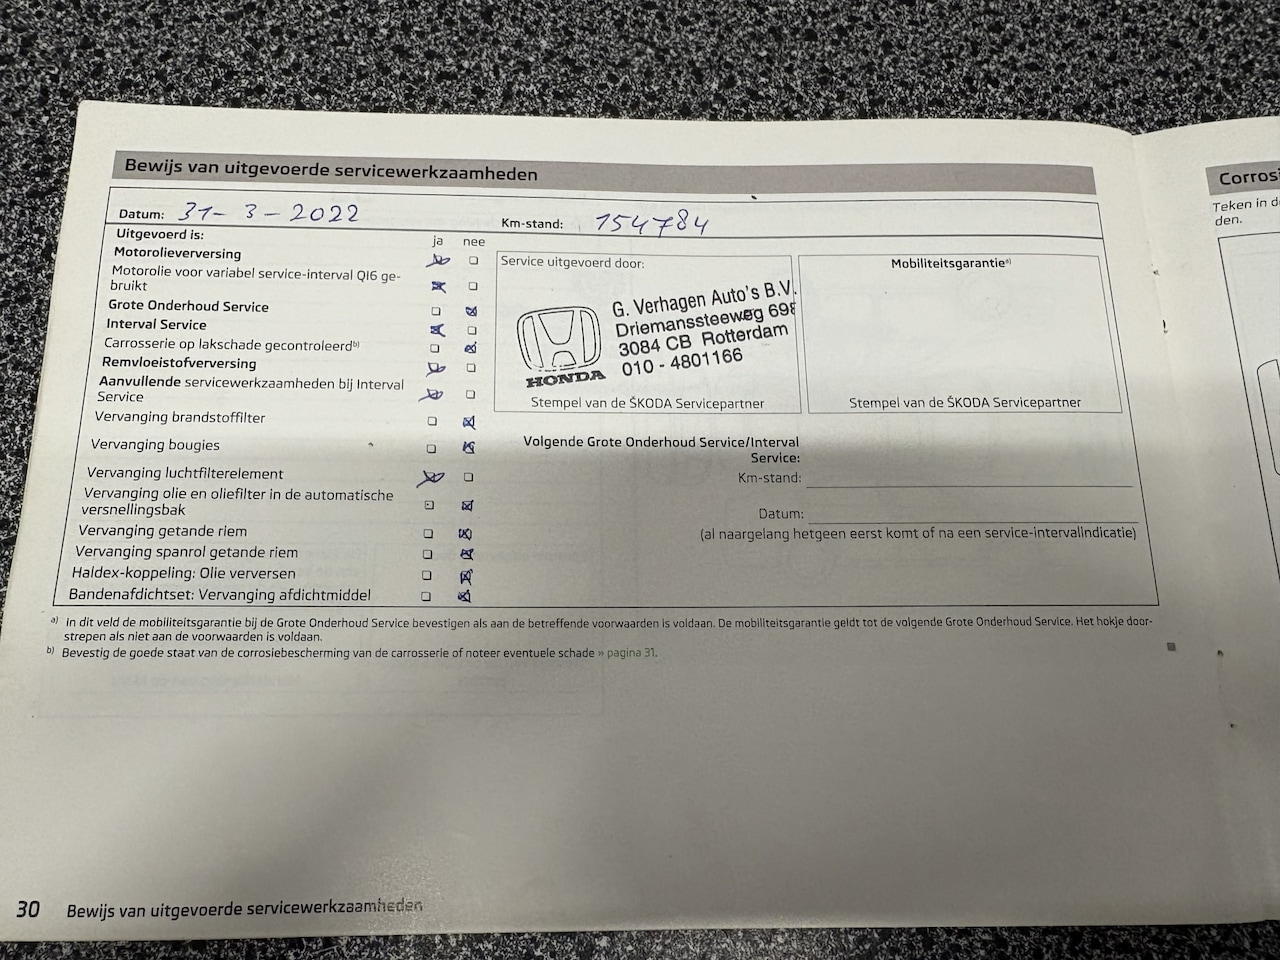 Bewijs van uitgevoerde servicewerkzaamheden
Datum: 31-3-2022
Km-stand: 154784
Uitgevoerd is:
ja nee
Motorolieverversing
Motorolie voor variabel service-interval QI6 ge-
bruikt
Grote Onderhoud Service
Interval Service
Carrosserie op lakschade gecontroleerd b)
Remvloeistofverversing
Aanvullende servicewerkzaamheden bij Interval
Service
Vervanging brandstoffilter
Vervanging bougies
Vervanging luchtfilterelement
Vervanging olie en oliefilter in de automatische
versnellingsbak
Vervanging getande riem
Vervanging spanrol getande riem
Haldex-koppeling: Olie verversen
Bandenafdichtset: Vervanging afdichtmiddel
Service uitgevoerd door:
G. Verhagen Auto's B.V.
Driemanssteeweg 698
3084 CB Rotterdam
010 - 4801166
HONDA
Stempel van de ŠKODA Servicepartner
Mobiliteitsgarantie a)
Stempel van de ŠKODA Servicepartner
Volgende Grote Onderhoud Service/Interval
Service:
Km-stand:
Datum:
(al naargelang hetgeen eerst komt of na een service-intervalindicatie)
a) In dit veld de mobiliteitsgarantie bij de Grote Onderhoud Service bevestigen als aan de betreffende voorwaarden is voldaan. De mobiliteitsgarantie geldt tot de volgende Grote Onderhoud Service. Het hokje door-
strepen als niet aan de voorwaarden is voldaan.
b) Bevestig de goede staat van de corrosiebescherming van de carrosserie of noteer eventuele schade » pagina 31.
30 Bewijs van uitgevoerde servicewerkzaamheden
Corrosi
Teken in d
den.